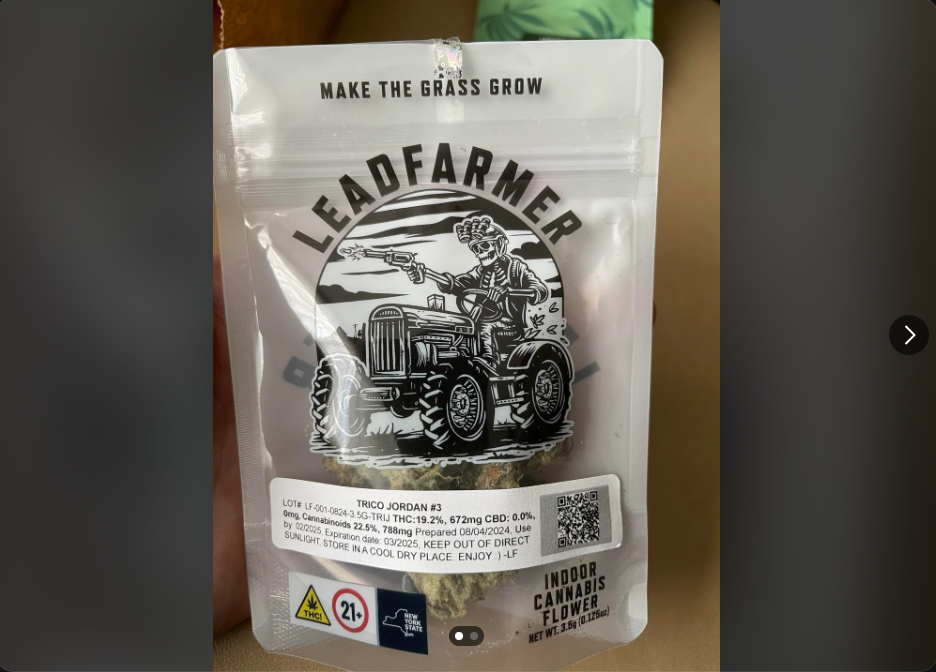 MAKE THE GRASS GROW
LEADFARMER
TRICO JORDAN #3
LOT# LF-001-0824-3.5G-TRIJ THC:19.2%, 672mg CBD: 0.0%,
0mg, Cannabinoids 22.5%, 788mg Prepared 08/04/2024, Use
by: 02/2025, Expiration date: 03/2025, KEEP OUT OF DIRECT
SUNLIGHT. STORE IN A COOL DRY PLACE. ENJOY :) -LF
THC!
21+
NEW
YORK
STATE
INDOOR
CANNABIS
FLOWER
NET WT. 3.5g (0.125oz)